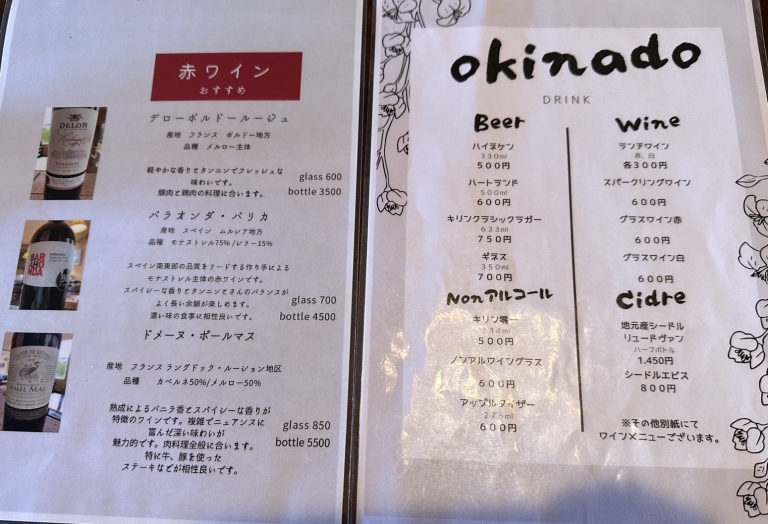 赤ワイン
おすすめ
デローボルドールージュ
産地 フランス ボルドー地方
品種 メルロー主体
軽やかな香りとタンニンでフレッシュな
味わいです。
豚肉と鶏肉の料理に合います。
glass 600
bottle 3500
DELOR
バラオンダ・バリカ
産地 スペイン ムルシア地方
品種 モナストレル75%/シラー15%
スペイン南東部の品質をリードする作り手による
モナストレル主体の赤ワインです。
スパイシーな香りとタンニンとさんのバランスが
よく長い余韻が楽しめます。
濃い味の食事に相性良いです。
glass 700
bottle 4500
BAR
AHO
NDA
ドメーヌ・ポールマス
産地 フランス ラングドック・ルーション地区
品種 カベルネ50%/メルロー50%
熟成によるバニラ香とスパイシーな香りが
特徴のワインです。複雑でニュアンスに
富んだ深い味わいが
魅力的です。肉料理全般に合います。
特に牛、豚を使った
ステーキなどが相性良いです。
glass 850
bottle 5500
okinado
DRINK
Beer
ハイネケン
330ml
500円
ハートランド
500ml
600円
キリンクラシックラガー
633ml
750円
ギネス
350ml
700円
Nonアルコール
キリン零一
334ml
500円
ノンアルワイングラス
600円
アップルタイザー
275ml
600円
Wine
ランチワイン
赤、白
各300円
スパークリングワイン
600円
グラスワイン赤
600円
グラスワイン白
600円
Cidre
地元産シードル
リュードヴァン
ハーフボトル
1.450円
シードルエピス
800円
※その他別紙にて
ワインメニューございます。